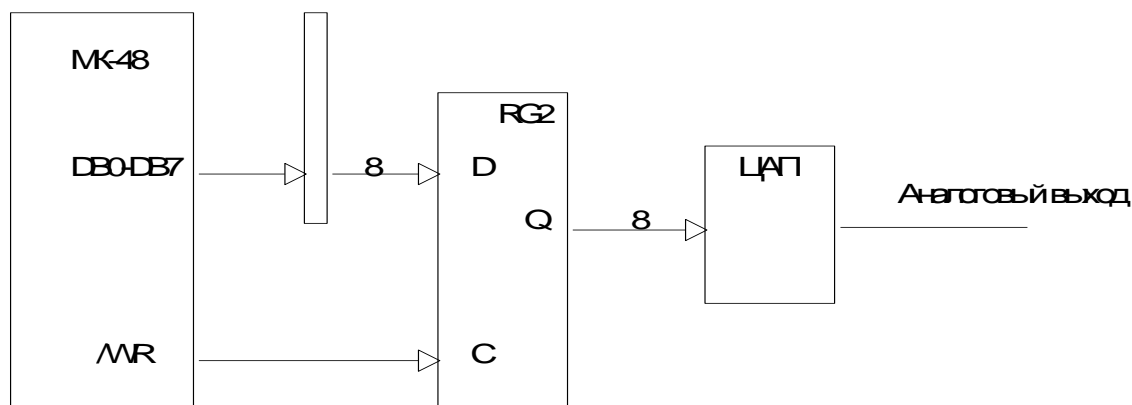 МК-48
RG2
DB0-DB7
8
D
ЦАП
Аналоговый выход
Q
8
/WR
C